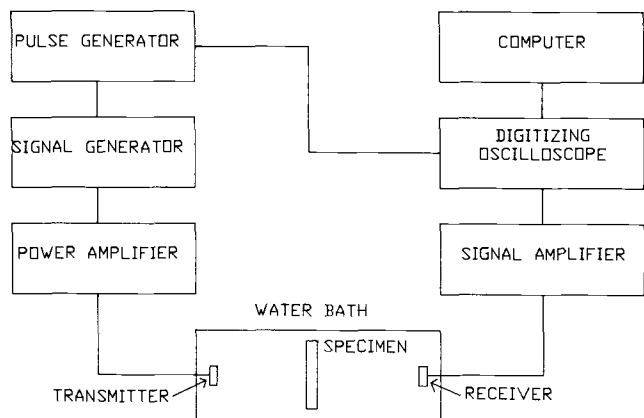 PULSE GENERATOR
COMPUTER
SIGNAL GENERATOR
DIGITIZING
OSCILLOSCOPE
POWER AMPLIFIER
SIGNAL AMPLIFIER
WATER BATH
SPECIMEN
TRANSMITTER
RECEIVER